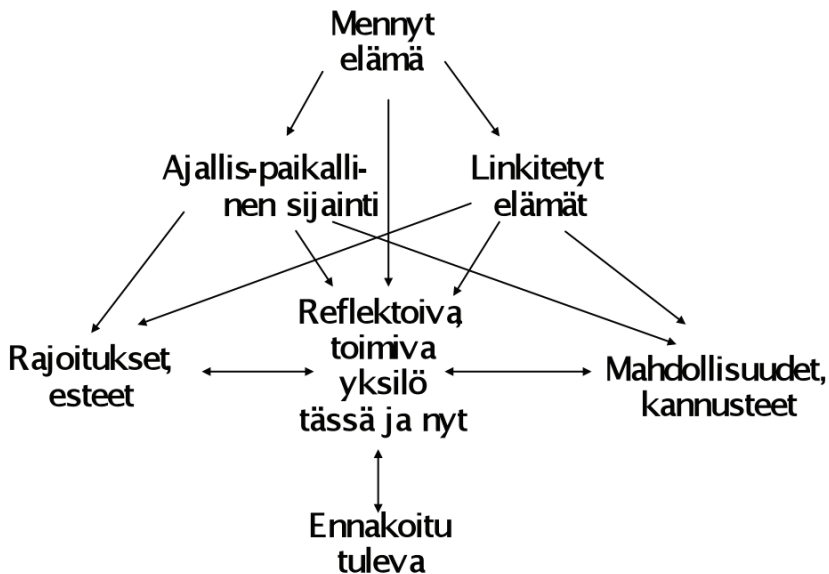 Mennyt
elämä
Ajallis-paikalli-
nen sijainti
Linkitetyt
elämät
Reflektoiva,
toimiva
yksilö
tässä ja nyt
Rajoitukset,
esteet
Mahdollisuudet,
kannusteet
Ennakoitu
tuleva